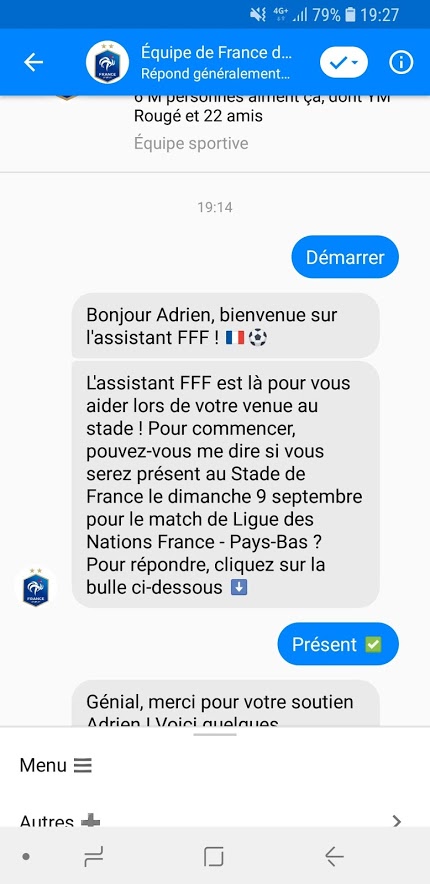 4G+ 79% 19:27
Équipe de France d...
Répond généralement...
6 M personnes aiment ça, dont YM
Rougé et 22 amis
Équipe sportive
19:14
Démarrer
Bonjour Adrien, bienvenue sur
l'assistant FFF ! 🇫🇷⚽
L'assistant FFF est là pour vous
aider lors de votre venue au
stade ! Pour commencer,
pouvez-vous me dire si vous
serez présent au Stade de
France le dimanche 9 septembre
pour le match de Ligue des
Nations France - Pays-Bas ?
Pour répondre, cliquez sur la
bulle ci-dessous ⬇️
Présent ✅
Génial, merci pour votre soutien
Adrien ! Voici quelques
Menu
Autres